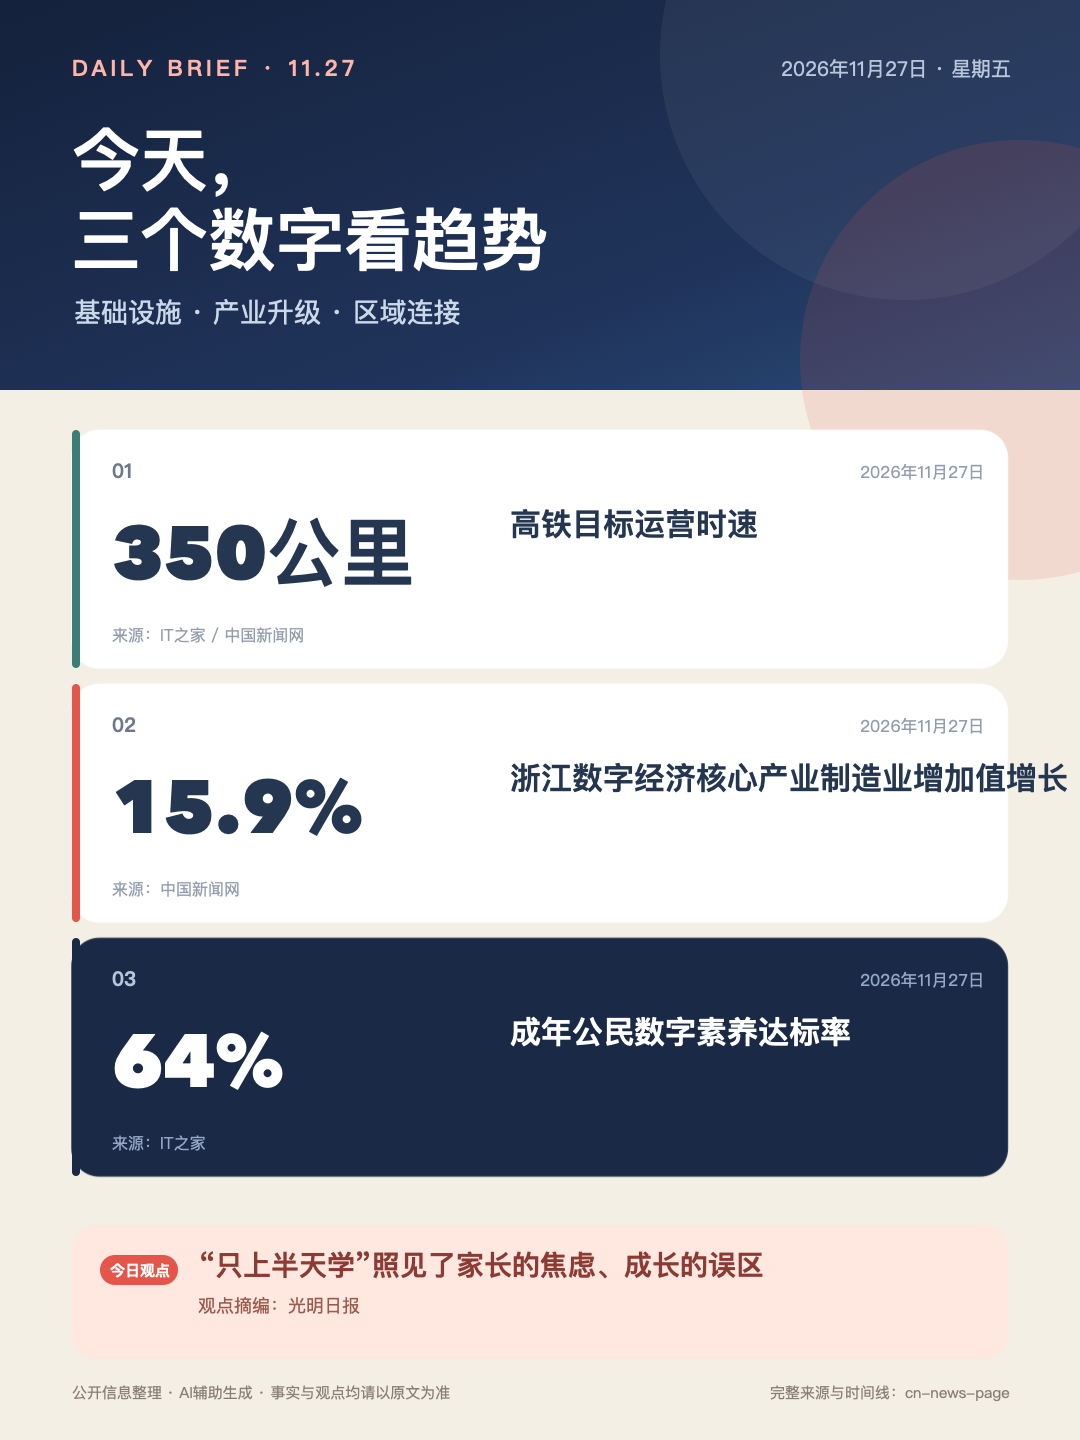 DAILY BRIEF · 11.27
2026年11月27日 · 星期五
今天，
三个数字看趋势
基础设施 · 产业升级 · 区域连接
01
2026年11月27日
350公里
高铁目标运营时速
来源：IT之家 / 中国新闻网
02
2026年11月27日
15.9%
浙江数字经济核心产业制造业增加值增长
来源：中国新闻网
03
2026年11月27日
64%
成年公民数字素养达标率
来源：IT之家
今日观点
“只上半天学”照见了家长的焦虑、成长的误区
观点摘编：光明日报
公开信息整理 · AI辅助生成 · 事实与观点均请以原文为准
完整来源与时间线：cn-news-page